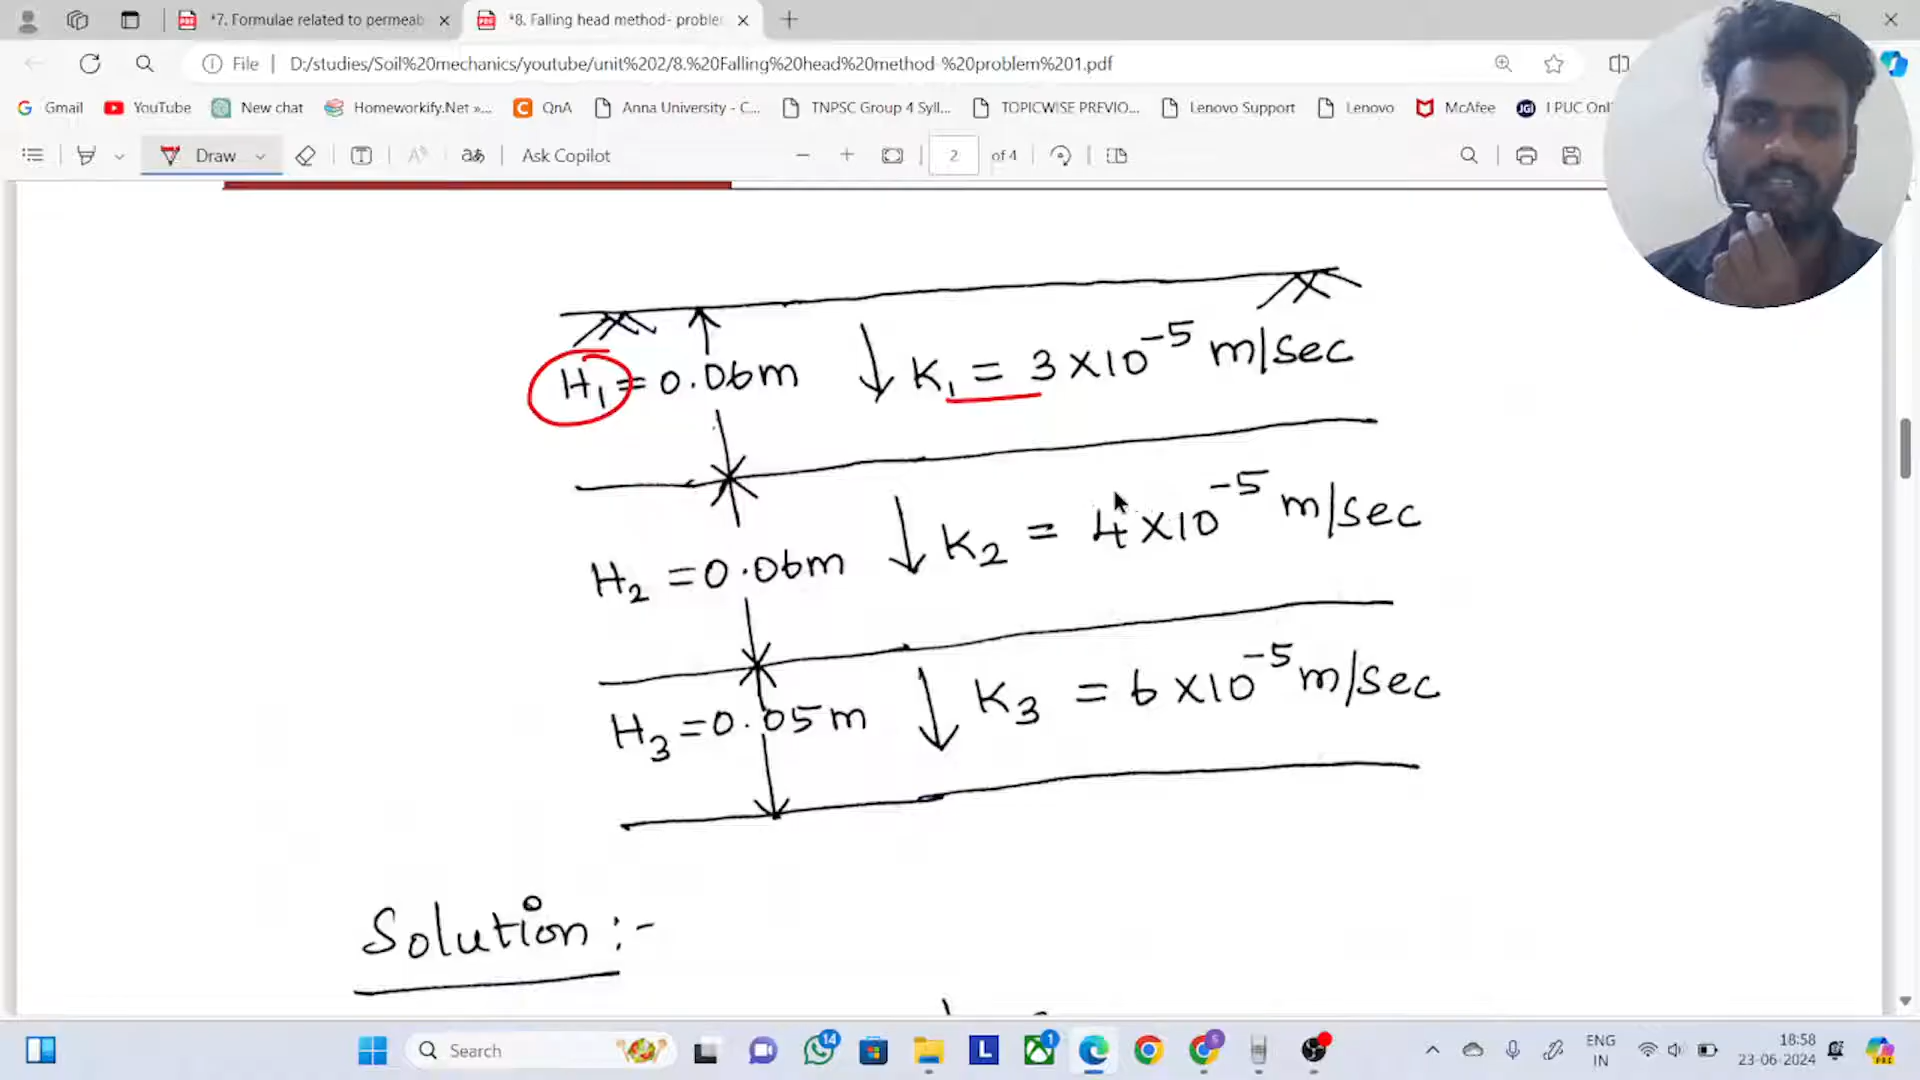 *7. Formulae related to permeab
*8. Falling head method- proble
File
D:/studies/Soil%20mechanics/youtube/unit%202/8.%20Falling%20head%20method-%20problem%201.pdf
Gmail
YouTube
New chat
Homeworkify.Net »...
QnA
Anna University - C...
TNPSC Group 4 Syll...
TOPICWISE PREVIO...
Lenovo Support
Lenovo
McAfee
I PUC Onl
Draw
Ask Copilot
2 of 4
H₁ = 0.06m ↓ K₁ = 3×10⁻⁵ m/sec
H₂ = 0.06m ↓ K₂ = 4×10⁻⁵ m/sec
H₃ = 0.05m ↓ K₃ = 6×10⁻⁵ m/sec
Solution :-
Search
14
1
ENG
IN
18:58
23-06-2024